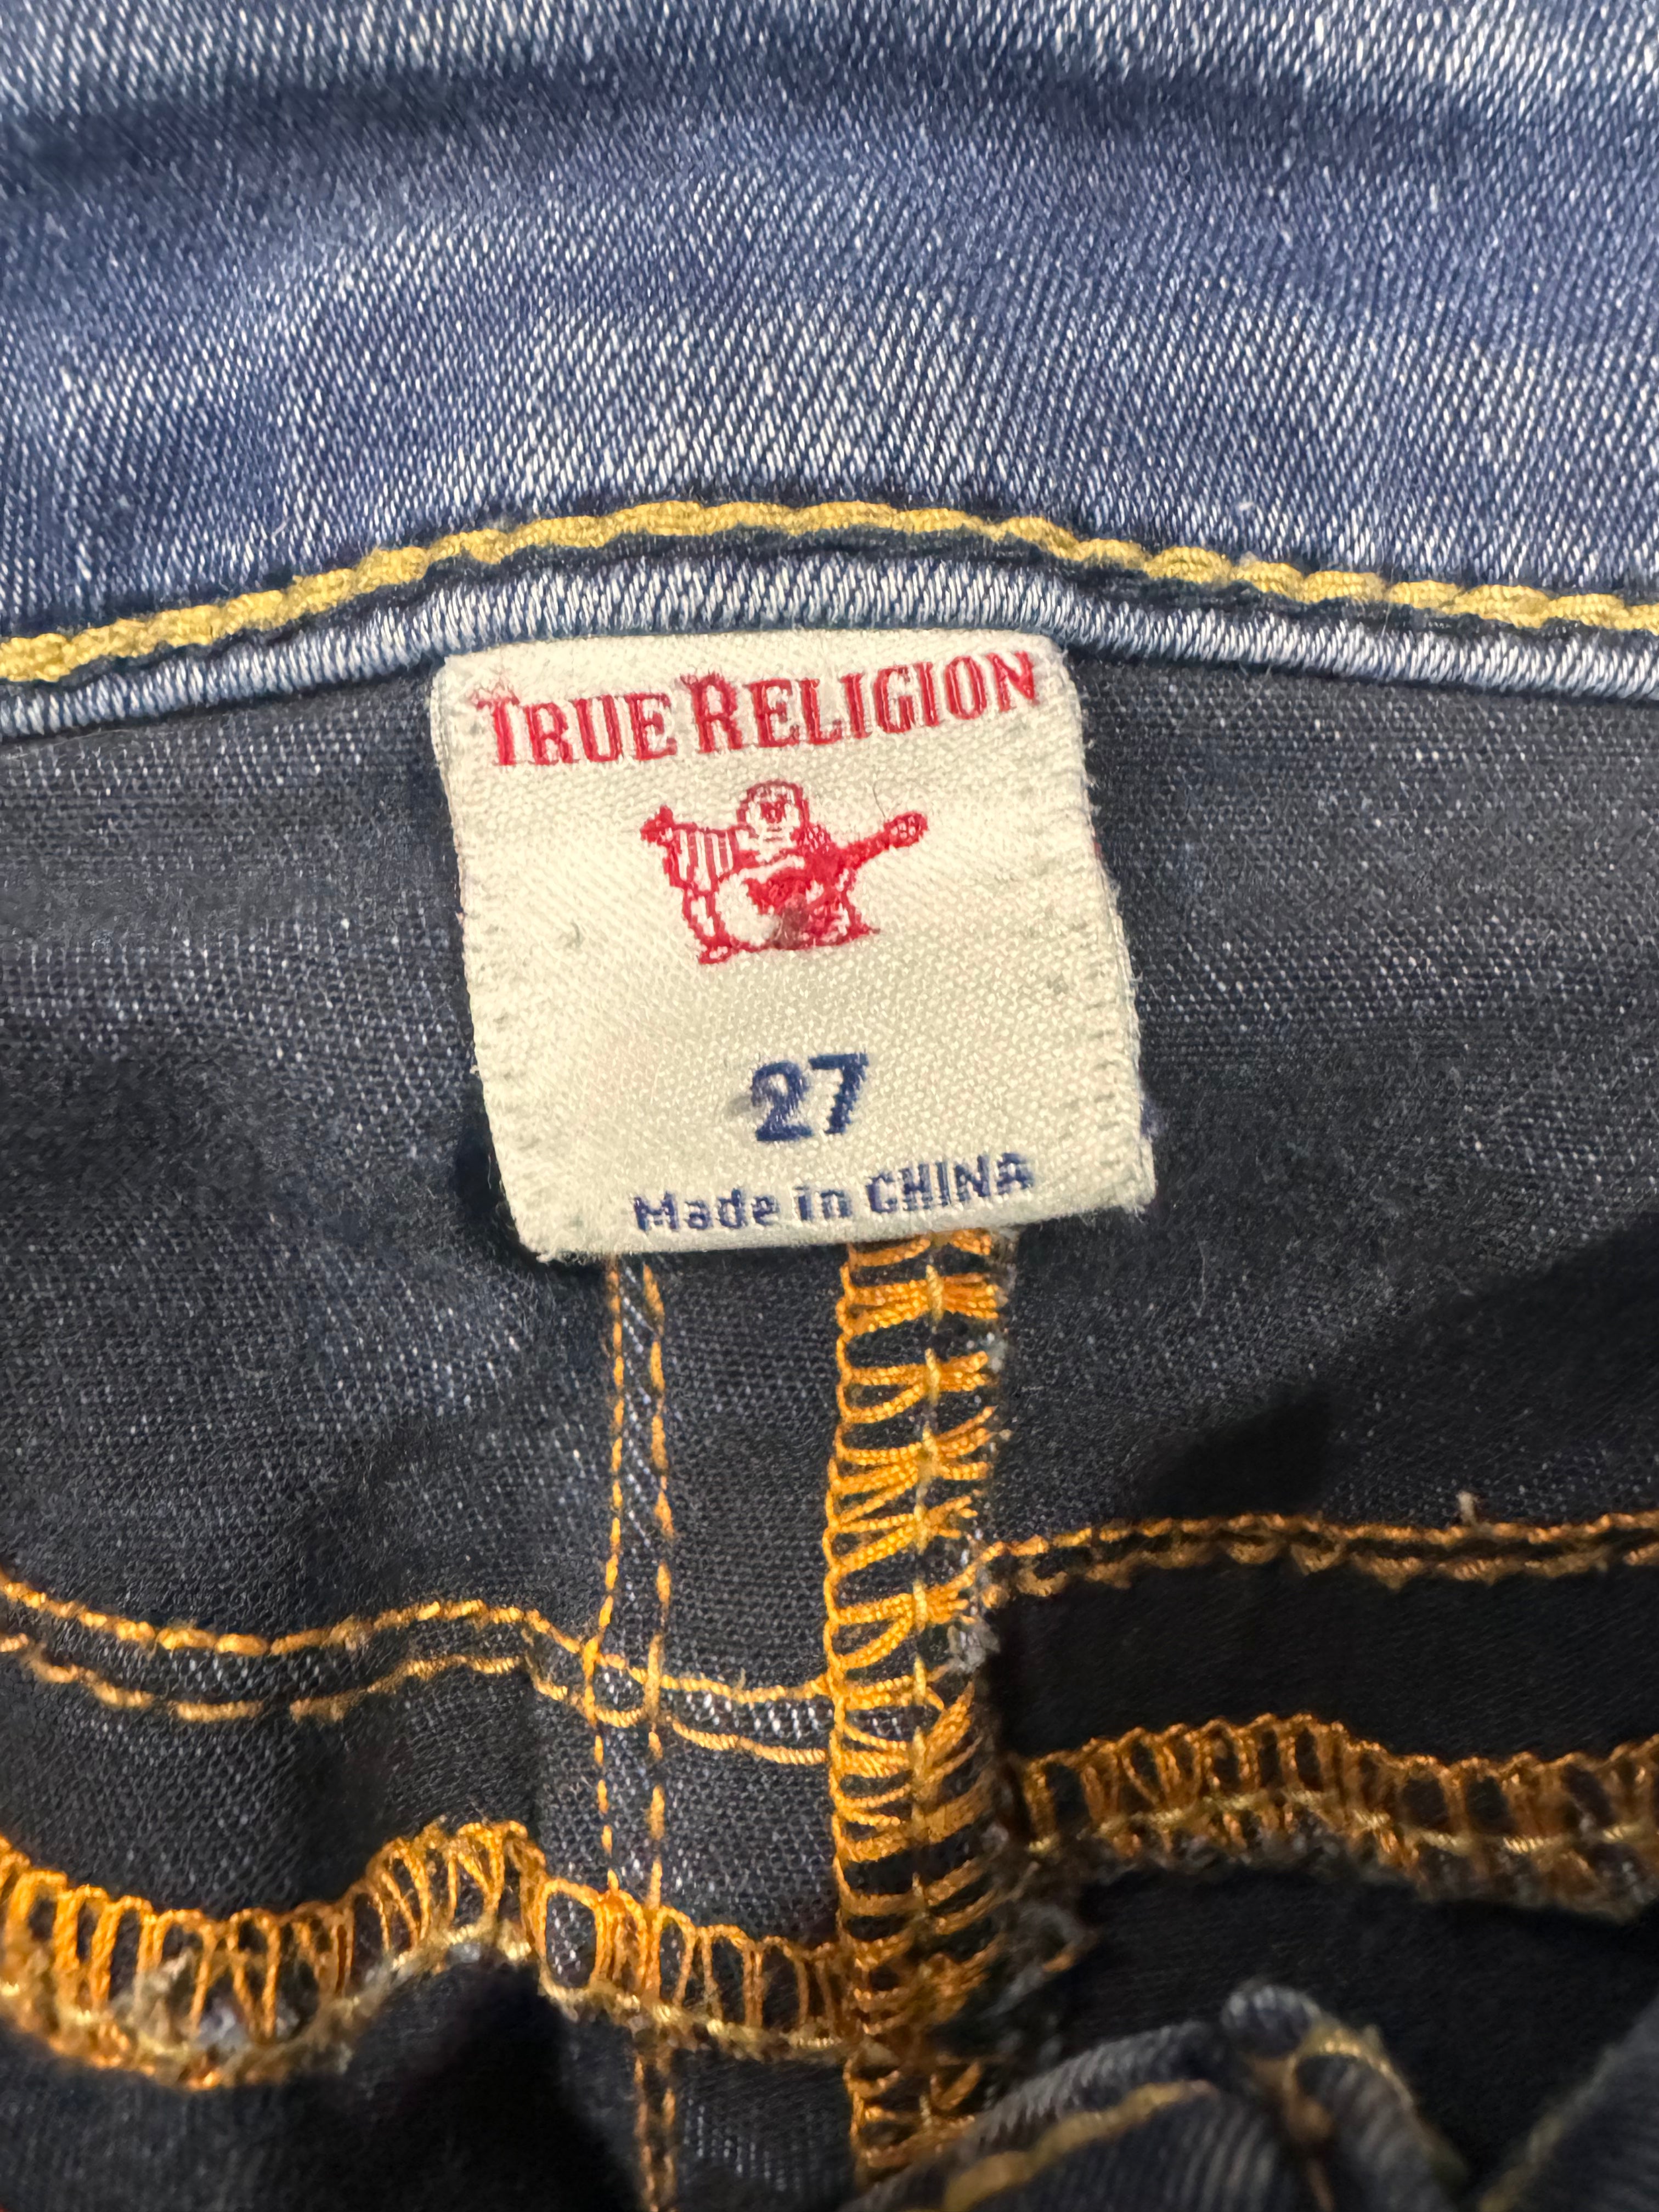 TRUE RELIGION
27
Made in CHINA